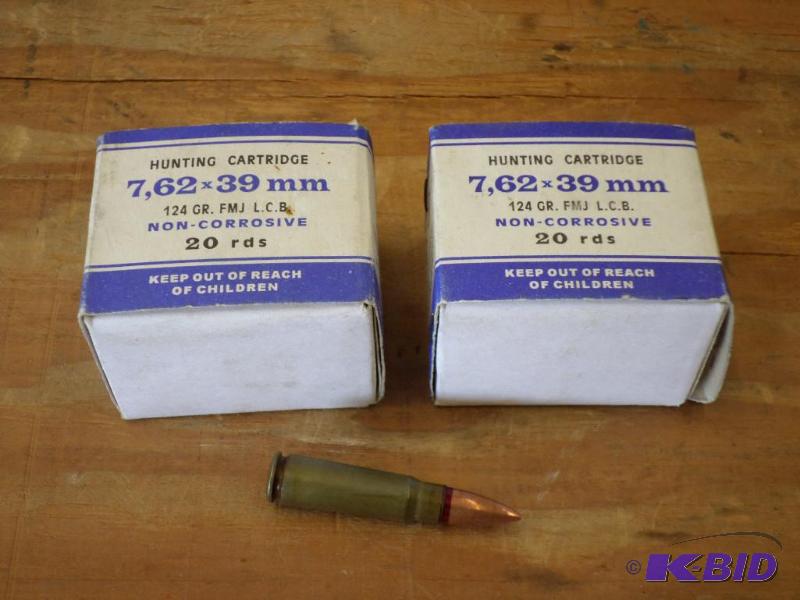 HUNTING CARTRIDGE
7,62 x 39 mm
124 GR. FMJ L.C.B.
NON-CORROSIVE
20 rds
KEEP OUT OF REACH
OF CHILDREN
HUNTING CARTRIDGE
7,62 x 39 mm
124 GR. FMJ L.C.B.
NON-CORROSIVE
20 rds
KEEP OUT OF REACH
OF CHILDREN
© K-BID